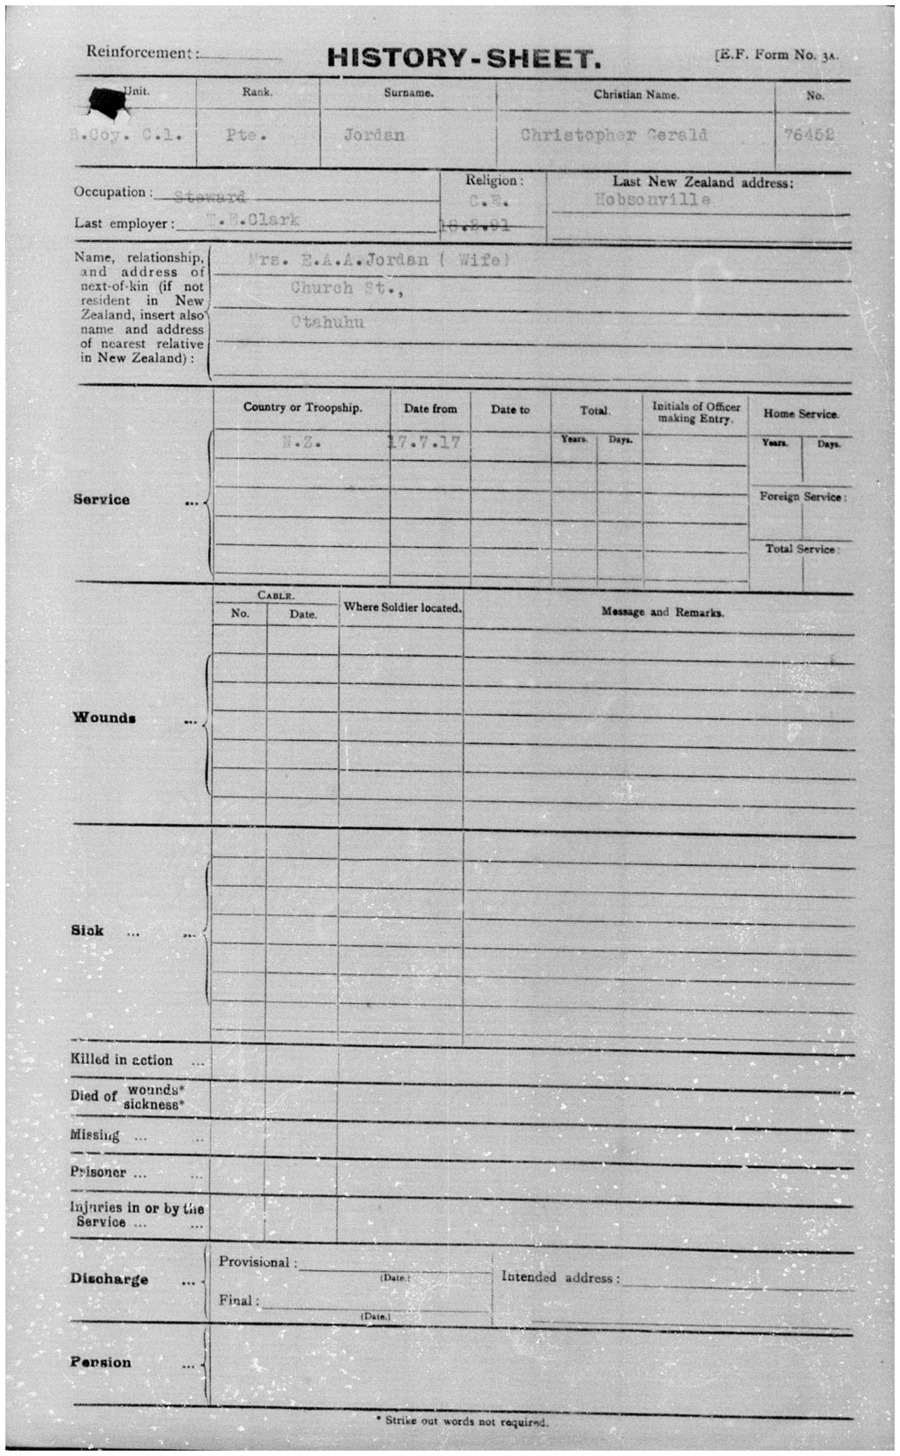 Reinforcement :
HISTORY-SHEET.
[E.F. Form No. 3A.
Unit. Rank. Surname. Christian Name. No.
B.Coy. C.1. Pte. Jordan Christopher Gerald 76452
Occupation : Steward
Religion :
C.E.
Last New Zealand address:
Hobsonville
Last employer : T.E.Clark
18.2.91
Name, relationship,
and address of
next-of-kin (if not
resident in New
Zealand, insert also
name and address
of nearest relative
in New Zealand) :
Mrs. E.A.A.Jordan ( Wife)
Church St.,
Otahuhu
Country or Troopship. Date from Date to Total. Initials of Officer making Entry. Home Service.
N.Z. 17.7.17 Years. Days. Years. Days.
Service ...
Foreign Service :
Total Service :
CABLE.
No. Date. Where Soldier located. Message and Remarks.
Wounds ...
Sick ... ...
Killed in action ...
Died of wounds*
sickness*
Missing ... ...
Prisoner ... ...
Injuries in or by the
Service ... ...
Discharge ...
Provisional :
(Date.)
Intended address :
Final :
(Date.)
Pension ...
* Strike out words not required.